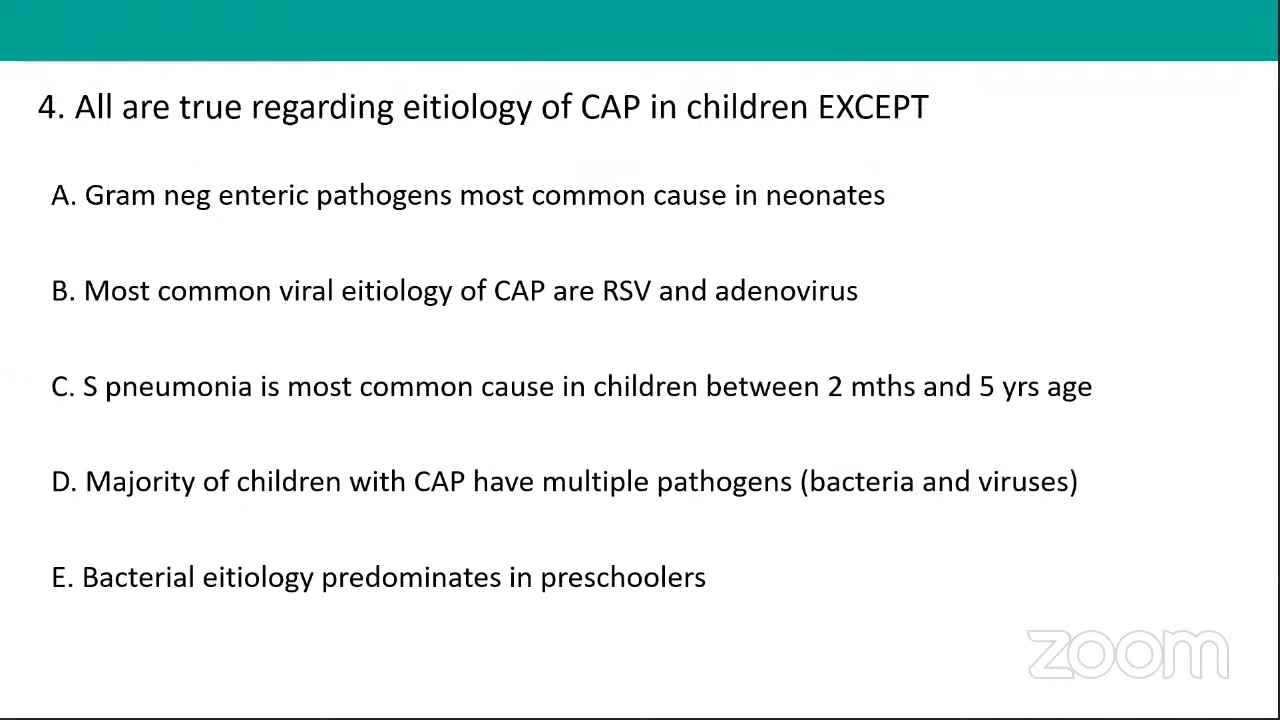 4. All are true regarding eitiology of CAP in children EXCEPT
A. Gram neg enteric pathogens most common cause in neonates
B. Most common viral eitiology of CAP are RSV and adenovirus
C. S pneumonia is most common cause in children between 2 mths and 5 yrs age
D. Majority of children with CAP have multiple pathogens (bacteria and viruses)
E. Bacterial eitiology predominates in preschoolers
zoom